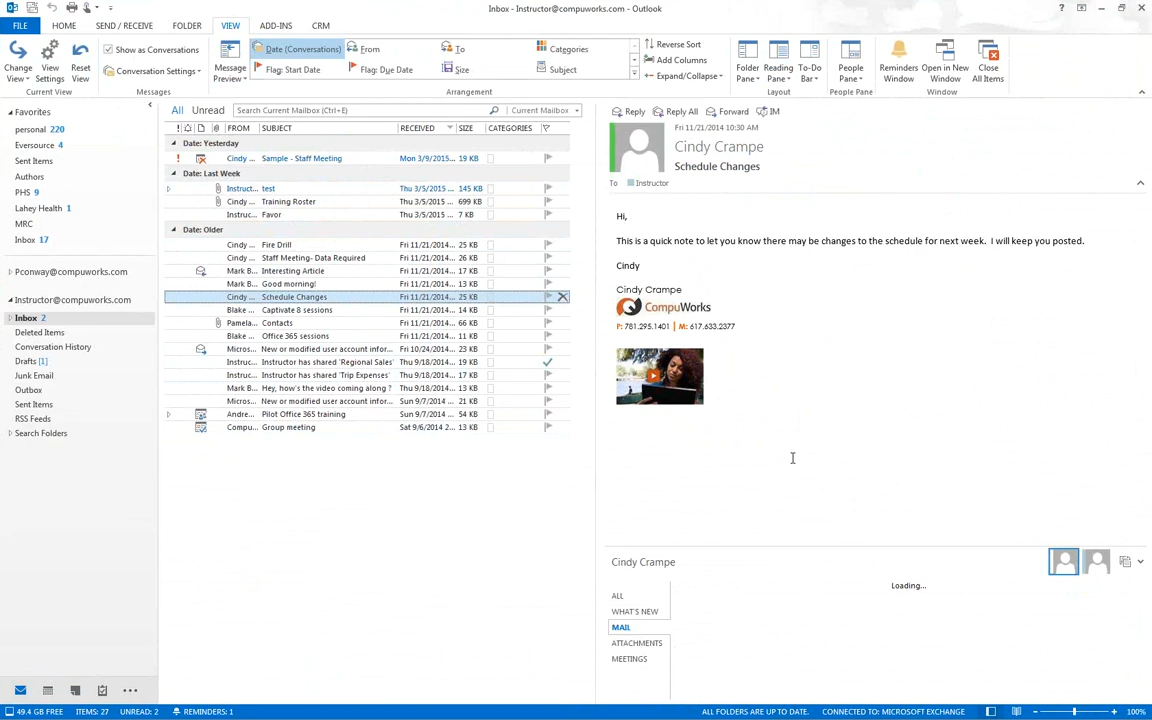 Inbox - Instructor@compuworks.com - Outlook
FILE HOME SEND / RECEIVE FOLDER VIEW ADD-INS CRM
Change View
View Settings
Reset View
Current View
Show as Conversations
Conversation Settings
Messages
Message Preview
Date (Conversations) From To Categories
Flag: Start Date Flag: Due Date Size Subject
Arrangement
Reverse Sort
Add Columns
Expand/Collapse
Folder Pane
Reading Pane
To-Do Bar
Layout
People Pane
People Pane
Reminders Window
Open in New Window
Close All Items
Window
Favorites
personal 220
Eversource 4
Sent Items
Authors
PHS 9
Lahey Health 1
MRC
Inbox 17
Pconway@compuworks.com
Instructor@compuworks.com
Inbox 2
Deleted Items
Conversation History
Drafts [1]
Junk Email
Outbox
Sent Items
RSS Feeds
Search Folders
All Unread Search Current Mailbox (Ctrl+E) Current Mailbox
FROM SUBJECT RECEIVED SIZE CATEGORIES
Date: Yesterday
Cindy ... Sample - Staff Meeting Mon 3/9/2015 ... 19 KB
Date: Last Week
Instruct... test Thu 3/5/2015 ... 145 KB
Cindy ... Training Roster Thu 3/5/2015 ... 699 KB
Instruc... Favor Thu 3/5/2015 ... 7 KB
Date: Older
Cindy ... Fire Drill Fri 11/21/2014... 25 KB
Cindy ... Staff Meeting- Data Required Fri 11/21/2014... 26 KB
Mark B... Interesting Article Fri 11/21/2014... 17 KB
Mark B... Good morning! Fri 11/21/2014... 13 KB
Cindy ... Schedule Changes Fri 11/21/2014... 25 KB
Blake ... Captivate 8 sessions Fri 11/21/2014... 14 KB
Pamela... Contacts Fri 11/21/2014... 66 KB
Blake ... Office 365 sessions Fri 11/21/2014... 11 KB
Micros... New or modified user account infor... Fri 10/24/2014... 23 KB
Instruc... Instructor has shared 'Regional Sales' Thu 9/18/2014... 19 KB
Instruc... Instructor has shared 'Trip Expenses' Thu 9/18/2014... 13 KB
Mark B... Hey, how's the video coming along ? Thu 9/18/2014... 13 KB
Micros... New or modified user account infor... Sun 9/7/2014 ... 21 KB
Andre... Pilot Office 365 training Sun 9/7/2014 ... 54 KB
Compu... Group meeting Sat 9/6/2014 2... 13 KB
Reply Reply All Forward IM
Fri 11/21/2014 10:30 AM
Cindy Crampe
Schedule Changes
To Instructor
Hi,
This is a quick note to let you know there may be changes to the schedule for next week. I will keep you posted.
Cindy
Cindy Crampe
CompuWorks
P: 781.295.1401 | M: 617.633.2377
Cindy Crampe
Loading...
ALL
WHAT'S NEW
MAIL
ATTACHMENTS
MEETINGS
49.4 GB FREE ITEMS: 27 UNREAD: 2 REMINDERS: 1 ALL FOLDERS ARE UP TO DATE. CONNECTED TO: MICROSOFT EXCHANGE 100%